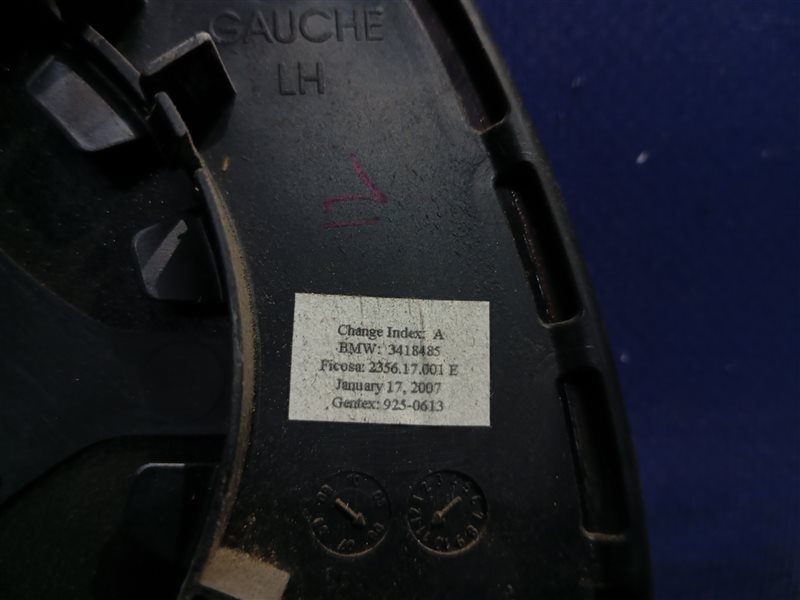 GAUCHE
LH
Change Index: A
BMW: 3418485
Ficosa: 2356.17.001 E
January 17, 2007
Gentex: 925-0613